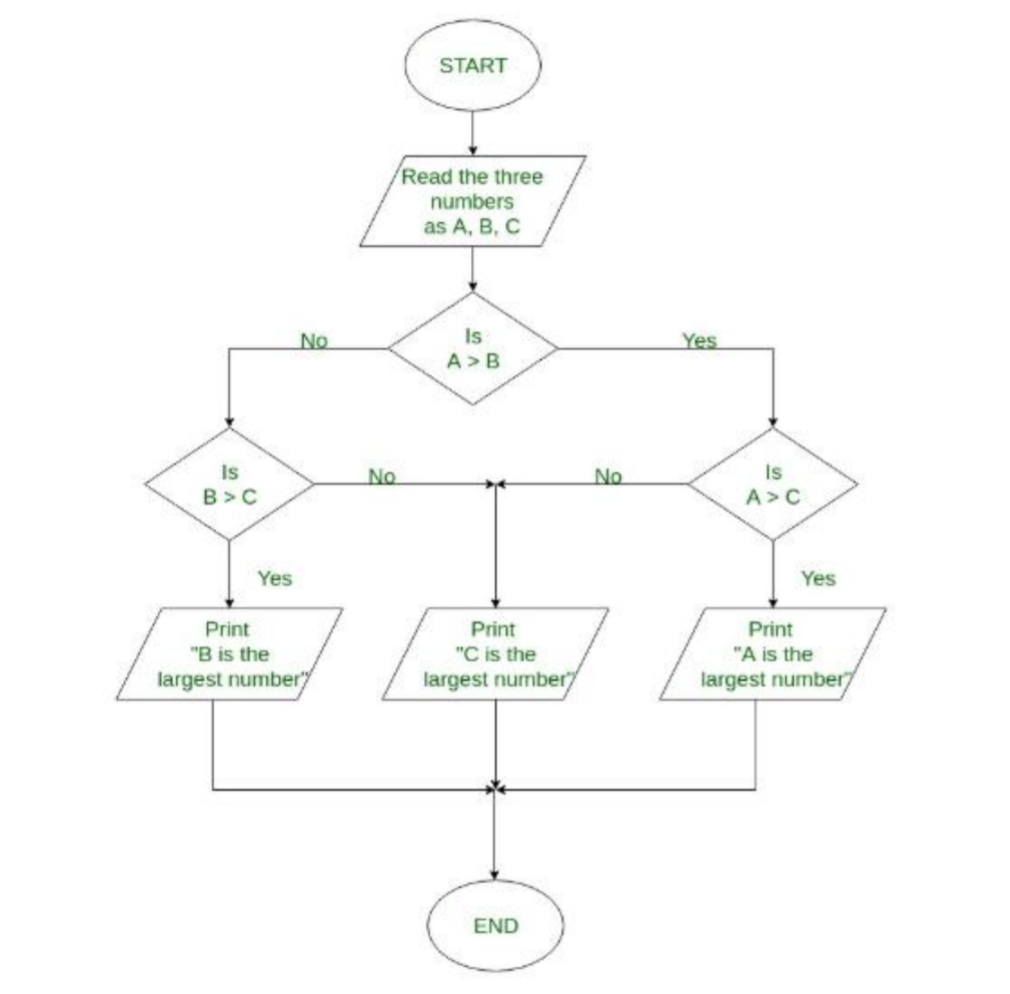 START
Read the three
numbers
as A, B, C
Is
A > B
No
Yes
Is
B > C
No
No
Is
A > C
Yes
Yes
Print
"B is the
largest number"
Print
"C is the
largest number"
Print
"A is the
largest number"
END